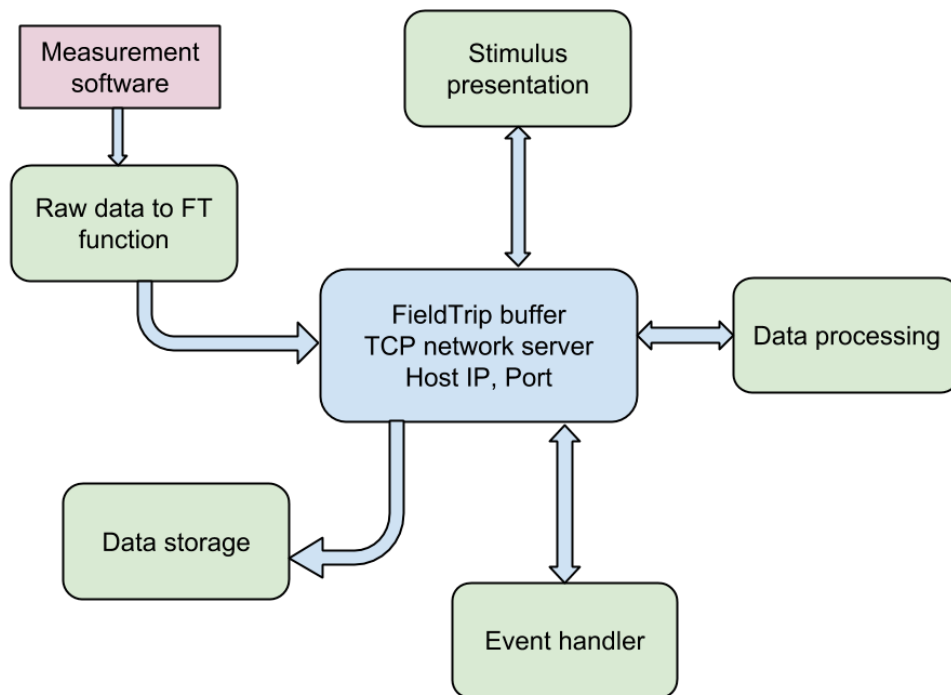 Measurement
software
Stimulus
presentation
Raw data to FT
function
FieldTrip buffer
TCP network server
Host IP, Port
Data processing
Data storage
Event handler